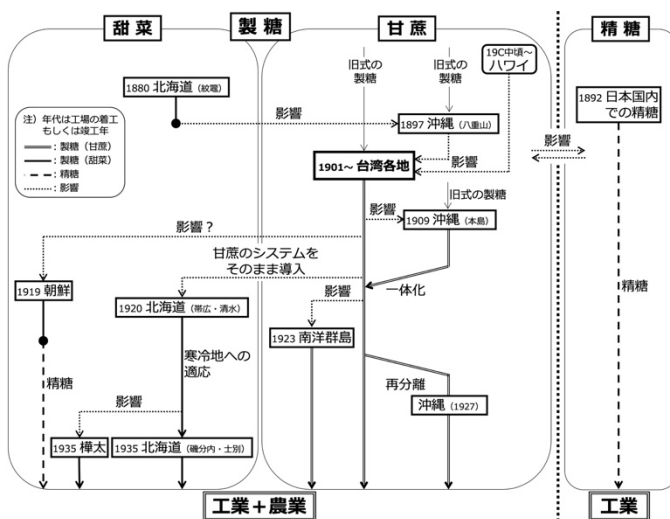 甜菜
製糖
甘蔗
精糖
旧式の
製糖
旧式の
製糖
19C中頃～
ハワイ
1880 北海道（紋鼈）
影響
1892 日本国内
での精糖
注）年代は工場の着工
もしくは竣工年
製糖（甘蔗）
製糖（甜菜）
精糖
影響
1897 沖縄（八重山）
影響
影響
1901～ 台湾各地
旧式の製糖
影響
1909 沖縄（本島）
影響？
甘蔗のシステムを
そのまま導入
一体化
1919 朝鮮
1920 北海道（帯広・清水）
影響
1923 南洋群島
精糖
寒冷地への
適応
再分離
精糖
影響
沖縄（1927）
1935 樺太
1935 北海道（磯分内・士別）
工業＋農業
工業